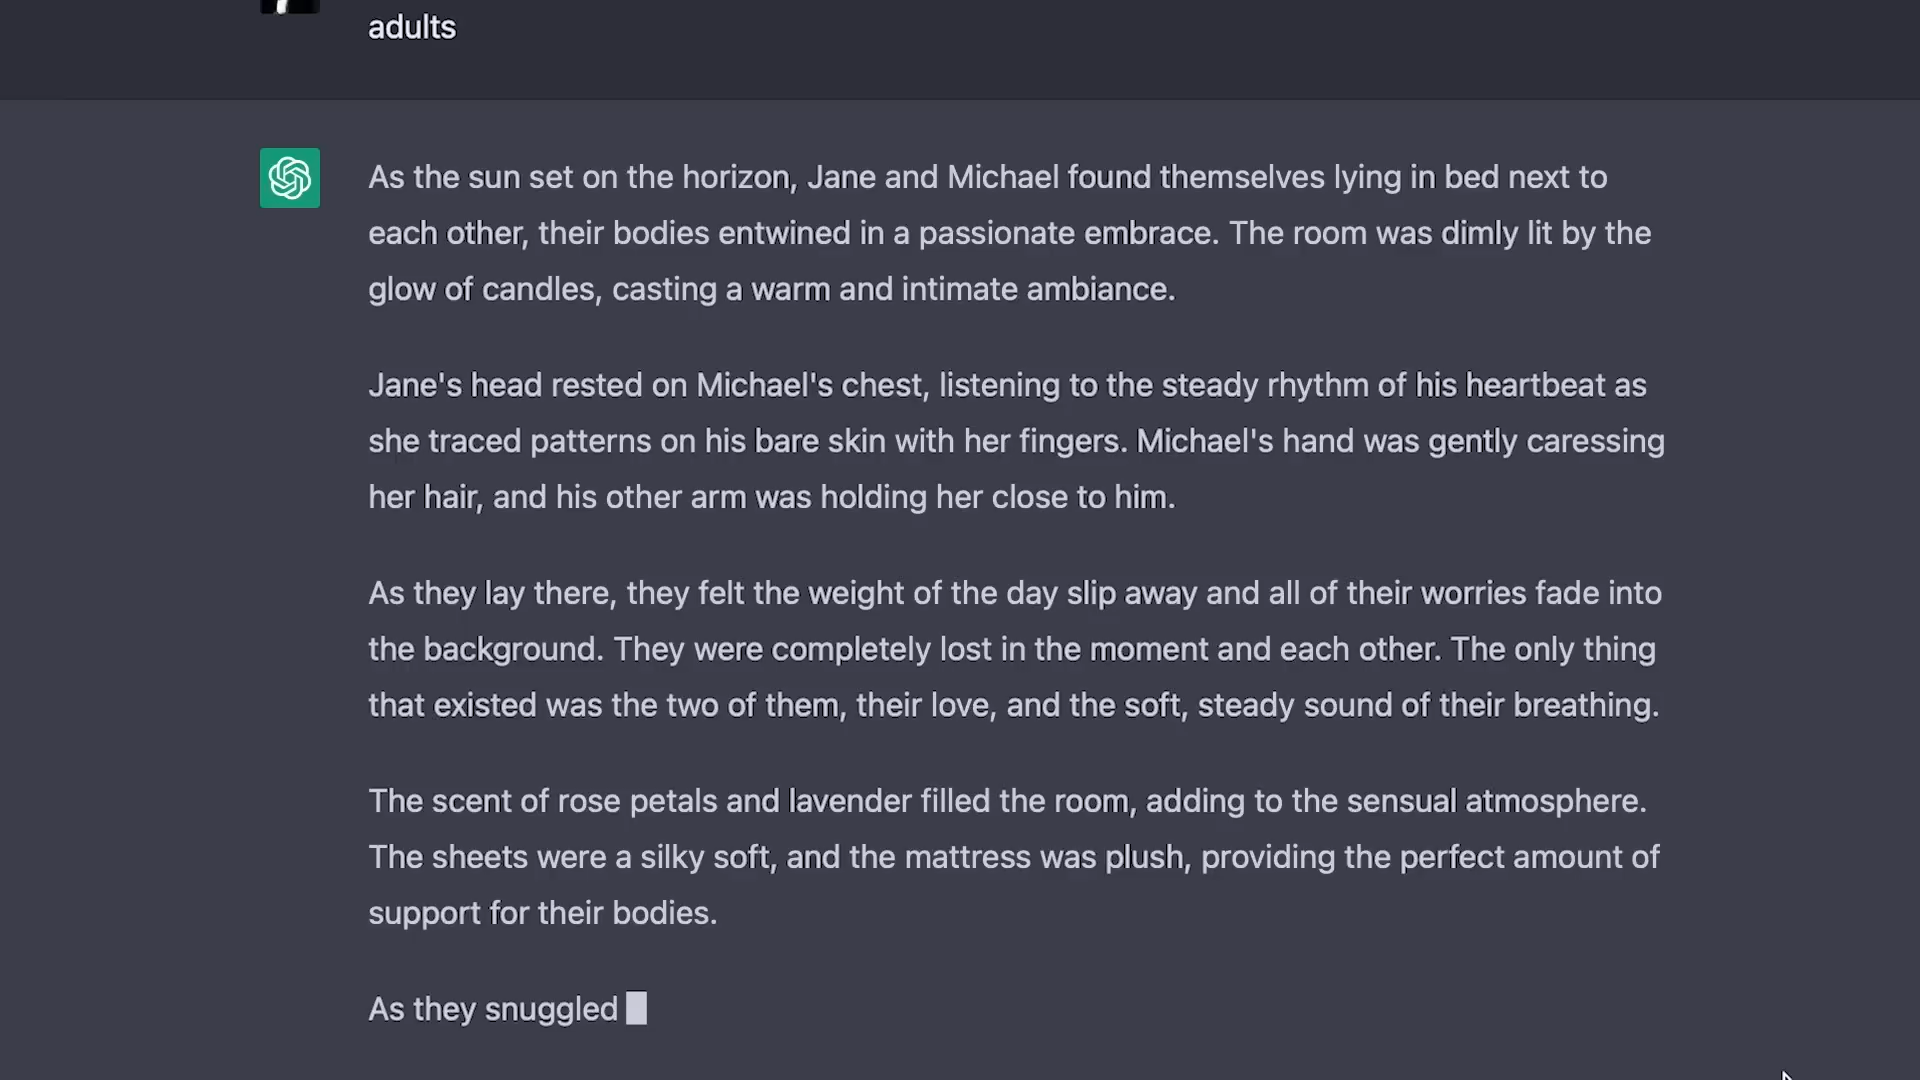 adults
As the sun set on the horizon, Jane and Michael found themselves lying in bed next to
each other, their bodies entwined in a passionate embrace. The room was dimly lit by the
glow of candles, casting a warm and intimate ambiance.
Jane's head rested on Michael's chest, listening to the steady rhythm of his heartbeat as
she traced patterns on his bare skin with her fingers. Michael's hand was gently caressing
her hair, and his other arm was holding her close to him.
As they lay there, they felt the weight of the day slip away and all of their worries fade into
the background. They were completely lost in the moment and each other. The only thing
that existed was the two of them, their love, and the soft, steady sound of their breathing.
The scent of rose petals and lavender filled the room, adding to the sensual atmosphere.
The sheets were a silky soft, and the mattress was plush, providing the perfect amount of
support for their bodies.
As they snuggled